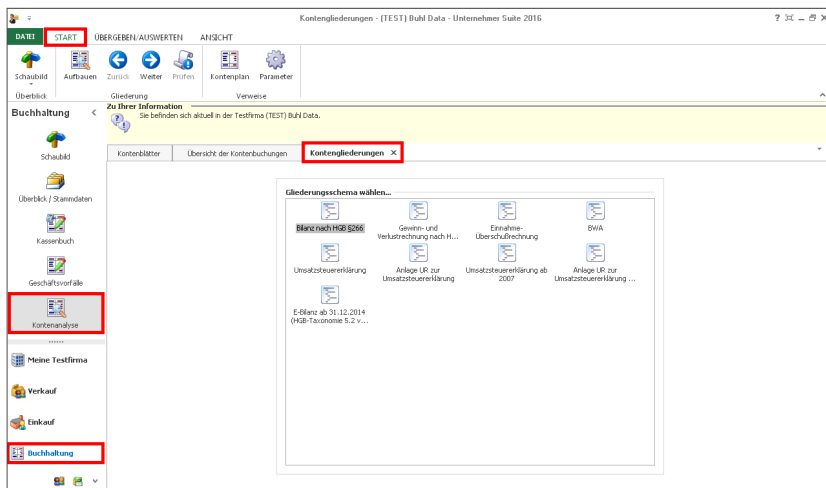 Kontengliederungen - (TEST) Buhl Data - Unternehmer Suite 2016
DATEI START ÜBERGEBEN/AUSWERTEN ANSICHT
Schaubild Aufbauen Zurück Weiter Prüfen Kontenplan Parameter
Überblick Gliederung Verweise
Buchhaltung
Zu Ihrer Information
Sie befinden sich aktuell in der Testfirma (TEST) Buhl Data.
Kontenblätter Übersicht der Kontenbuchungen Kontengliederungen X
Schaubild
Überblick / Stammdaten
Kassenbuch
Geschäftsvorfälle
Kontenanalyse
Meine Testfirma
Verkauf
Einkauf
Buchhaltung
Gliederungsschema wählen...
Bilanz nach HGB §266
Gewinn- und
Verlustrechnung nach H...
Einnahme-
Überschußrechnung
BWA
Umsatzsteuererklärung
Anlage UR zur
Umsatzsteuererklärung
Umsatzsteuererklärung ab
2007
Anlage UR zur
Umsatzsteuererklärung ...
E-Bilanz ab 31.12.2014
(HGB-Taxonomie 5.2 v...